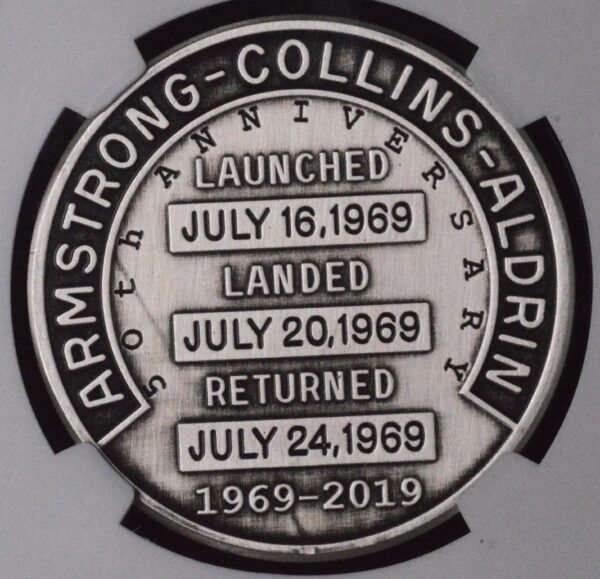 ARMSTRONG-COLLINS-ALDRIN
50th ANNIVERSARY
LAUNCHED
JULY 16,1969
LANDED
JULY 20,1969
RETURNED
JULY 24,1969
1969-2019